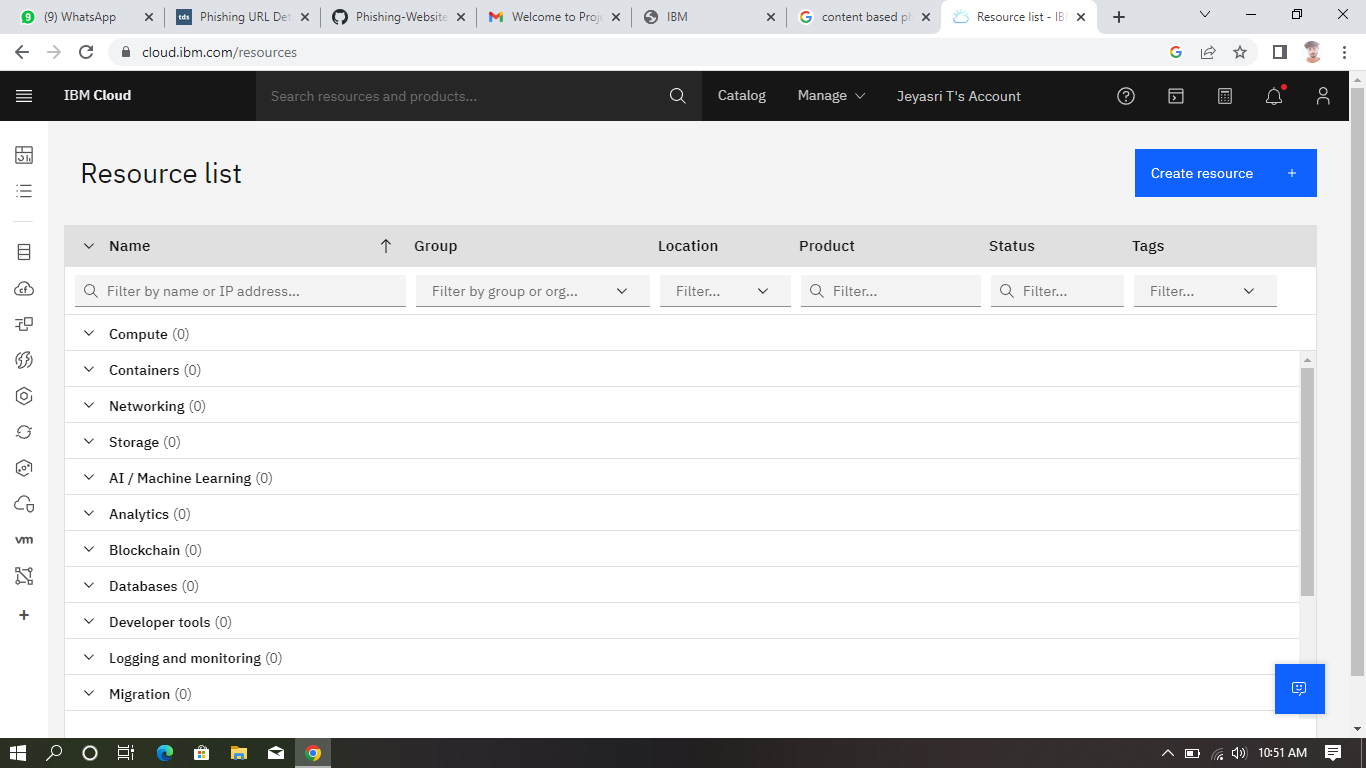 (9) WhatsApp
Phishing URL Det
Phishing-Website
Welcome to Proje
IBM
content based ph
Resource list - IB
cloud.ibm.com/resources
IBM Cloud
Search resources and products...
Catalog
Manage
Jeyasri T's Account
Resource list
Create resource +
Name Group Location Product Status Tags
Filter by name or IP address... Filter by group or org... Filter... Filter... Filter... Filter...
Compute (0)
Containers (0)
Networking (0)
Storage (0)
AI / Machine Learning (0)
Analytics (0)
Blockchain (0)
Databases (0)
Developer tools (0)
Logging and monitoring (0)
Migration (0)
10:51 AM